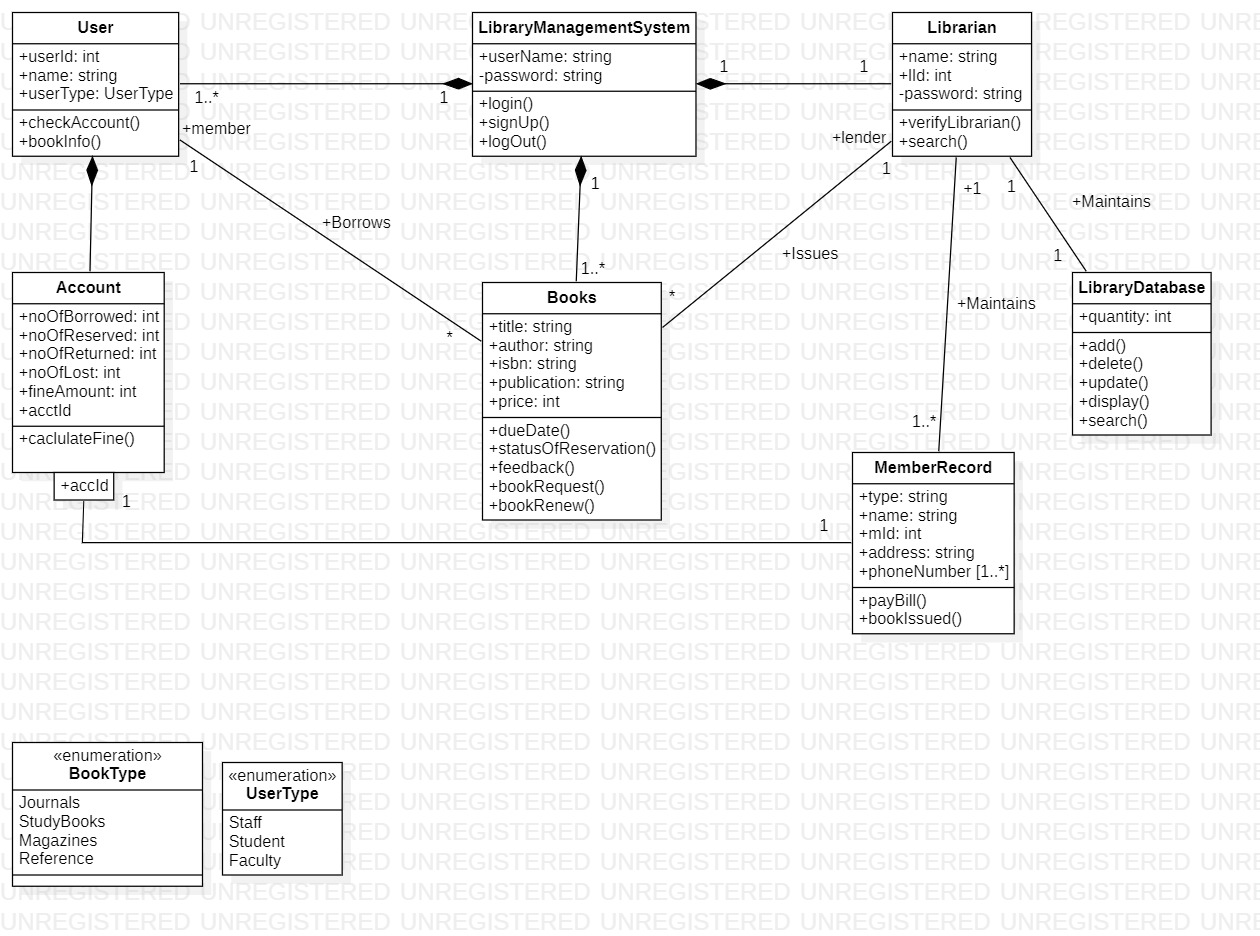 User
+userId: int
+name: string
+userType: UserType
+checkAccount()
+bookInfo()
LibraryManagementSystem
+userName: string
-password: string
+login()
+signUp()
+logOut()
Librarian
+name: string
+lId: int
-password: string
+verifyLibrarian()
+search()
1..*
1
1
1
+member
1
+Borrows
*
1
1..*
+lender
1
+Issues
*
+1
+Maintains
1..*
1
+Maintains
1
Account
+noOfBorrowed: int
+noOfReserved: int
+noOfReturned: int
+noOfLost: int
+fineAmount: int
+acctId
+caclulateFine()
+accId
1
1
Books
+title: string
+author: string
+isbn: string
+publication: string
+price: int
+dueDate()
+statusOfReservation()
+feedback()
+bookRequest()
+bookRenew()
LibraryDatabase
+quantity: int
+add()
+delete()
+update()
+display()
+search()
MemberRecord
+type: string
+name: string
+mId: int
+address: string
+phoneNumber [1..*]
+payBill()
+bookIssued()
«enumeration»
BookType
Journals
StudyBooks
Magazines
Reference
«enumeration»
UserType
Staff
Student
Faculty
UNREGISTERED